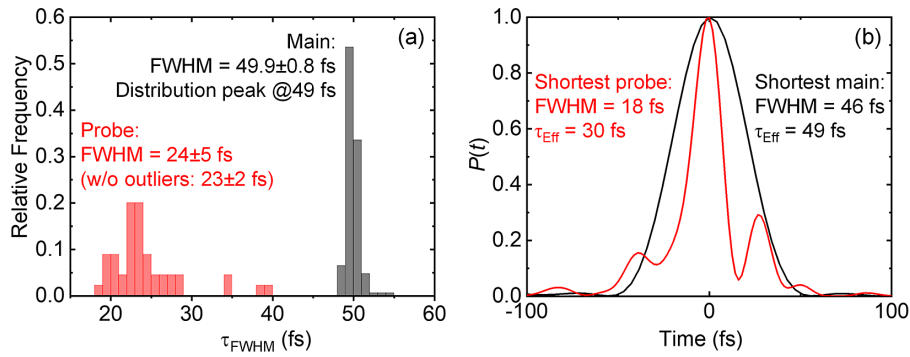 (a)
Main:
FWHM = 49.9±0.8 fs
Distribution peak @49 fs
Probe:
FWHM = 24±5 fs
(w/o outliers: 23±2 fs)
Relative Frequency
0.6
0.5
0.4
0.3
0.2
0.1
0.0
20 30 40 50 60
τFWHM (fs)
(b)
Shortest probe:
FWHM = 18 fs
τEff = 30 fs
Shortest main:
FWHM = 46 fs
τEff = 49 fs
P(t)
1.0
0.8
0.6
0.4
0.2
0.0
-100 0 100
Time (fs)